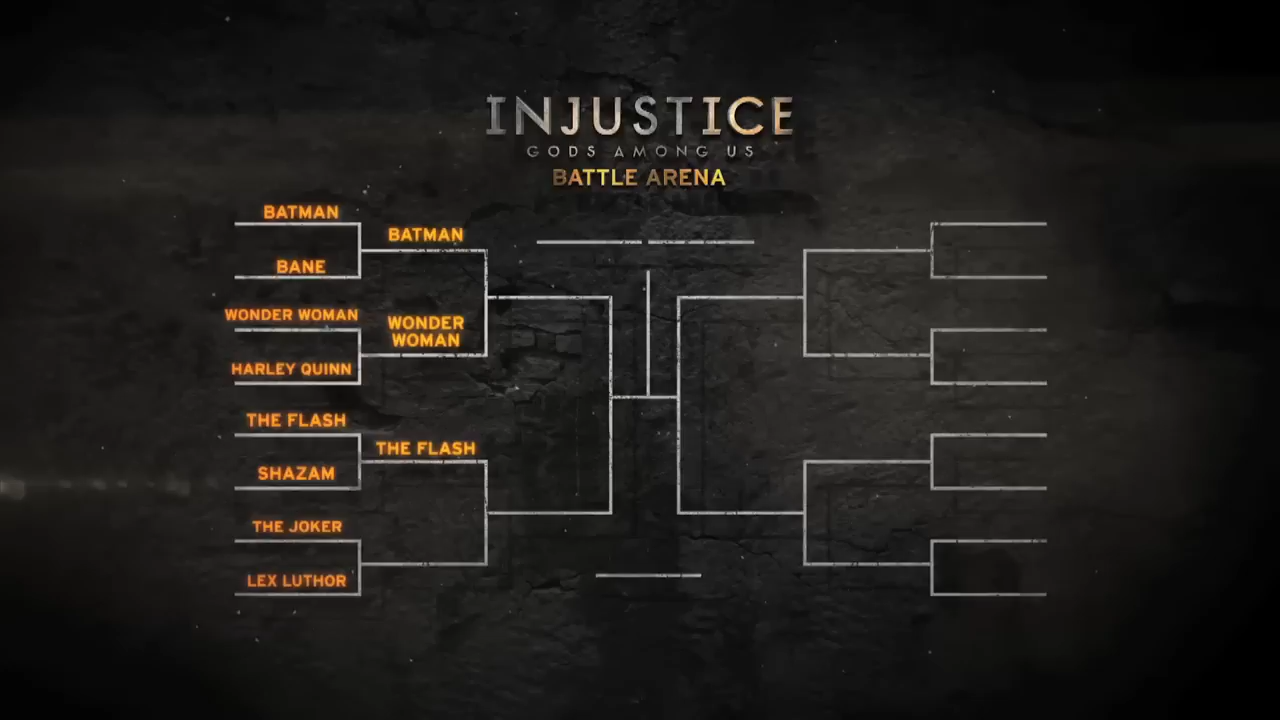 INJUSTICE
GODS AMONG US
BATTLE ARENA
BATMAN
BANE
WONDER WOMAN
HARLEY QUINN
THE FLASH
SHAZAM
THE JOKER
LEX LUTHOR
BATMAN
WONDER
WOMAN
THE FLASH